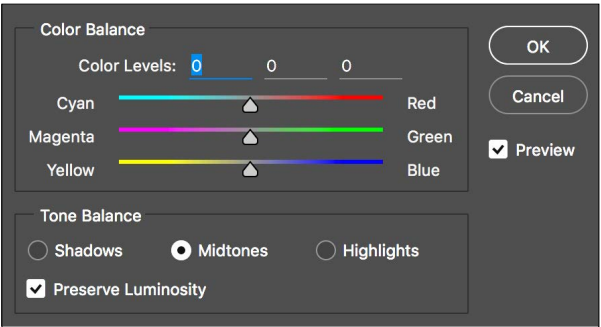 Color Balance
Color Levels: 0 0 0
Cyan Red
Magenta Green
Yellow Blue
Tone Balance
Shadows Midtones Highlights
Preserve Luminosity
OK
Cancel
Preview